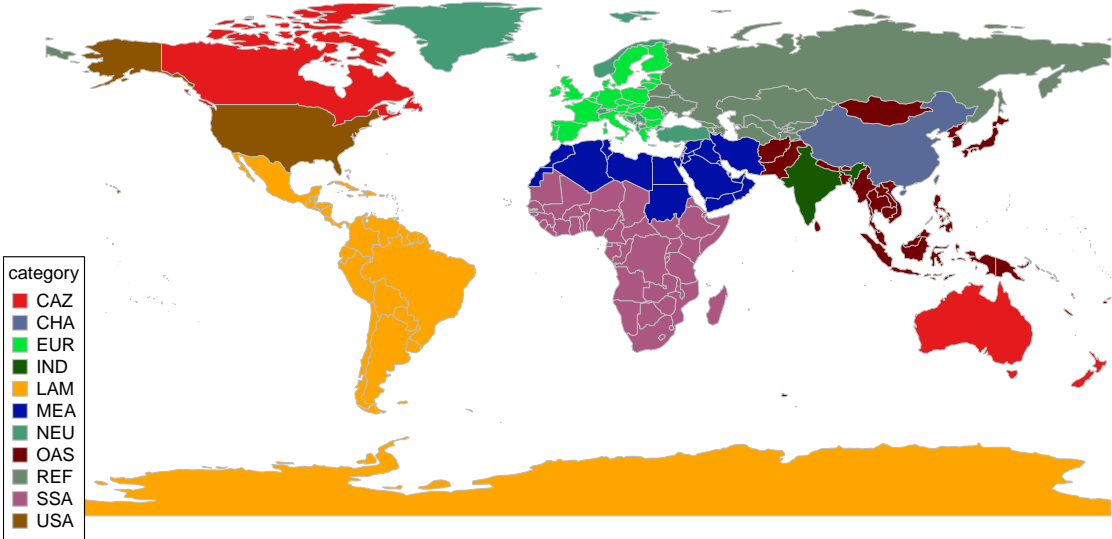 category
CAZ
CHA
EUR
IND
LAM
MEA
NEU
OAS
REF
SSA
USA